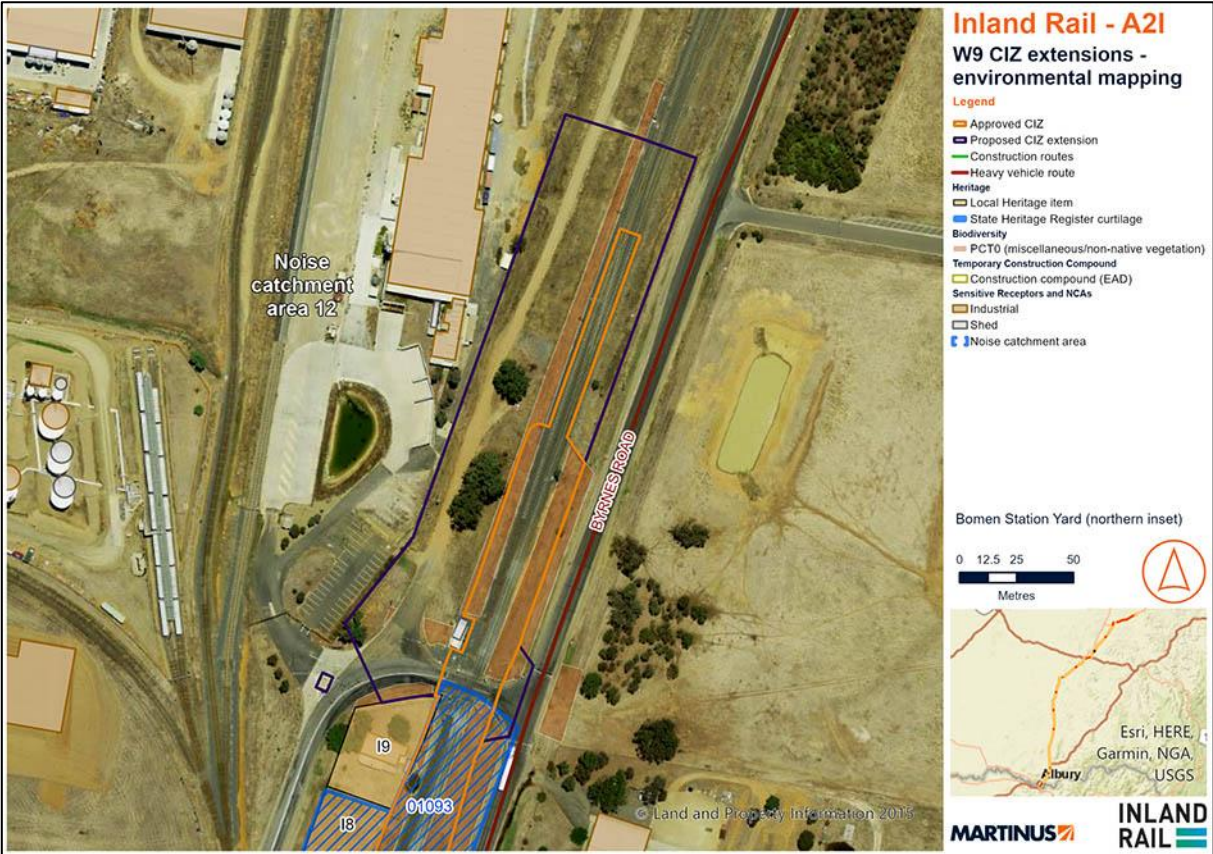 Inland Rail - A2I
W9 CIZ extensions -
environmental mapping
Legend
Approved CIZ
Proposed CIZ extension
Construction routes
Heavy vehicle route
Heritage
Local Heritage item
State Heritage Register curtilage
Biodiversity
PCT0 (miscellaneous/non-native vegetation)
Temporary Construction Compound
Construction compound (EAD)
Sensitive Receptors and NCAs
Industrial
Shed
Noise catchment area
Noise
catchment
area 12
BYRNES ROAD
I9
01093
I8
© Land and Property Information 2015
Bomen Station Yard (northern inset)
0 12.5 25 50
Metres
Esri, HERE,
Garmin, NGA,
USGS
Albury
MARTINUS
INLAND
RAIL